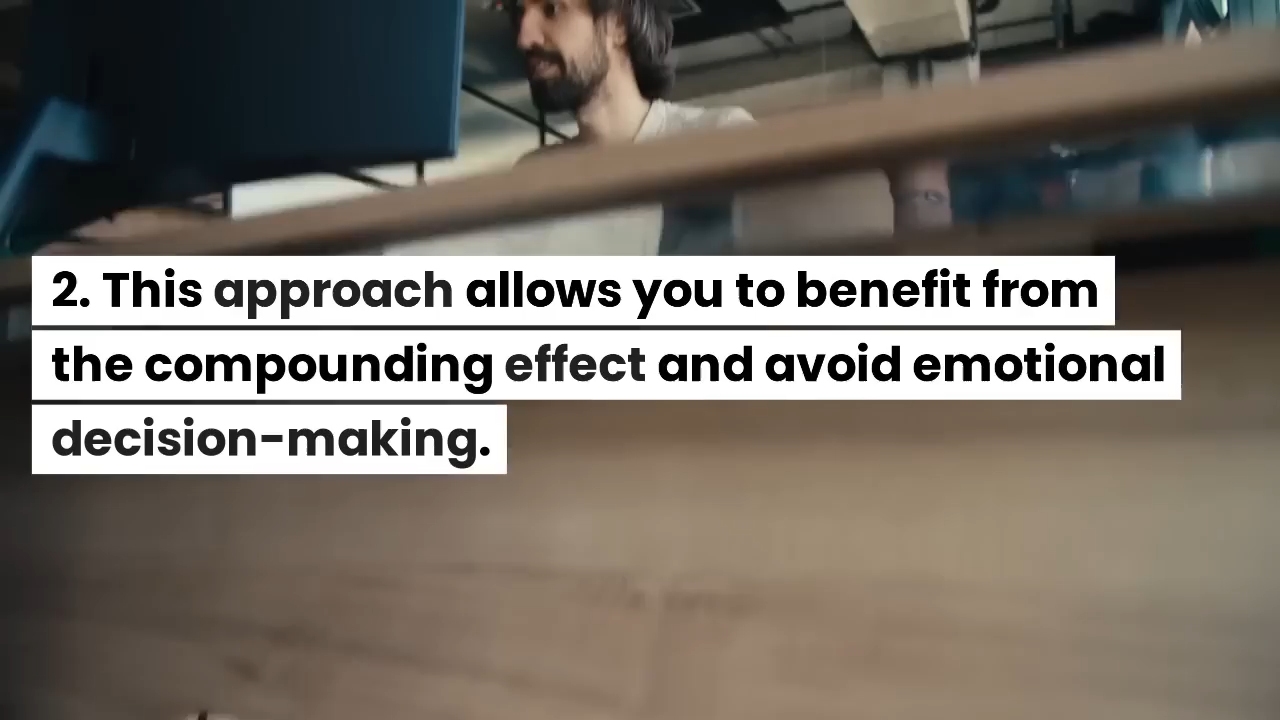 2. This approach allows you to benefit from
the compounding effect and avoid emotional
decision-making.